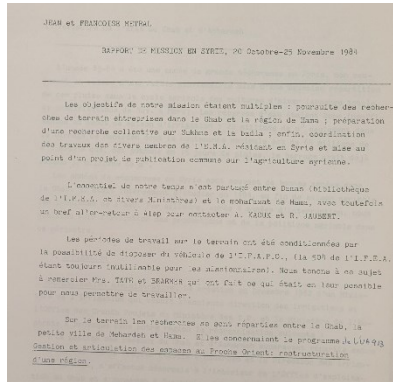 JEAN et FRANCOISE METRAL
RAPPORT DE MISSION EN SYRIE, 20 Octobre-25 Novembre 1984
Les objectifs de notre mission étaient multiples : poursuite des recher-
ches de terrain entreprises dans le Ghab et la région de Hama ; préparation
d'une recherche collective sur Sukhna et la badia ; enfin, coordination
des travaux des divers membres de l'E.M.A. résident en Syrie et mise au
point d'un projet de publication commune sur l'agriculture syrienne.
L'essentiel de notre temps s'est partagé entre Damas (bibliothèque
de l'I.F.E.A. et divers Ministères) et le mohafazat de Hama, avec toutefois
un bref aller-retour à Alep pour contacter A. et R. JAUBERT.
Les périodes de travail sur le terrain ont été conditionnées par
la possibilité de disposer du véhicule de l'I.F.A.P.O., (la de l'I.F.E.A.
étant toujours inutilisable pour les missionnaires). Nous tenons à ce sujet
à remercier Mrs. et qui ont fait ce qui était en leur possible
pour nous permettre de travailler.
Sur le terrain les recherches se sont réparties entre le Ghab, la
petite ville de Mehardeh et Hama. Elles concernaient le programme
Gestion et articulation des espaces au Proche Orient: restructuration
d'une région.